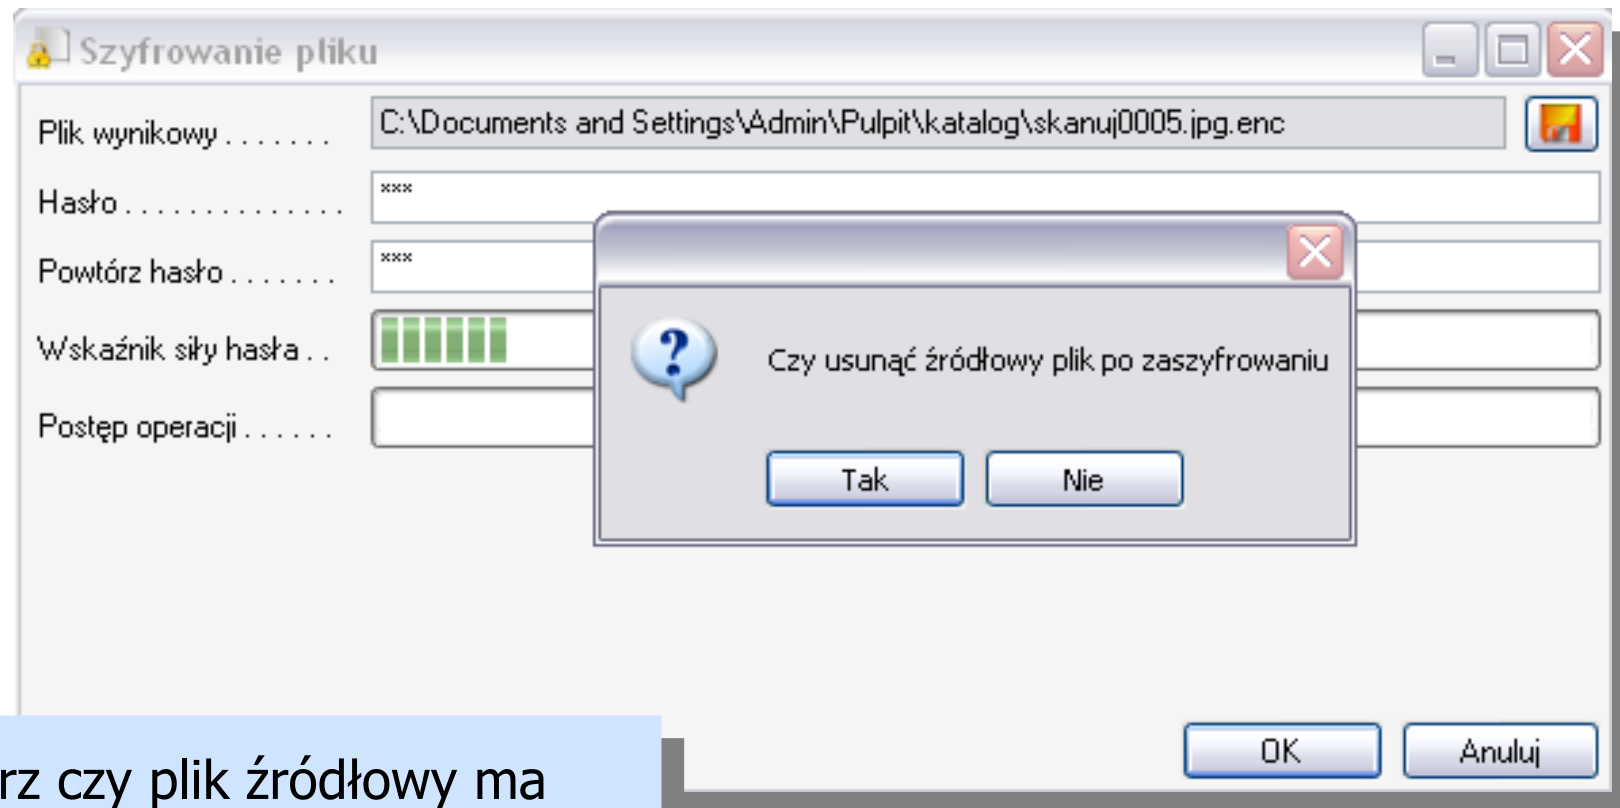 Szyfrowanie pliku
Plik wynikowy . . . . . . .
C:\Documents and Settings\Admin\Pulpit\katalog\skanuj0005.jpg.enc
Hasło . . . . . . . . . . . . . .
***
Powtórz hasło . . . . . . .
***
Wskaźnik siły hasła . .
Czy usunąć źródłowy plik po zaszyfrowaniu
Postęp operacji . . . . . .
Tak
Nie
OK
Anuluj
rz czy plik źródłowy ma